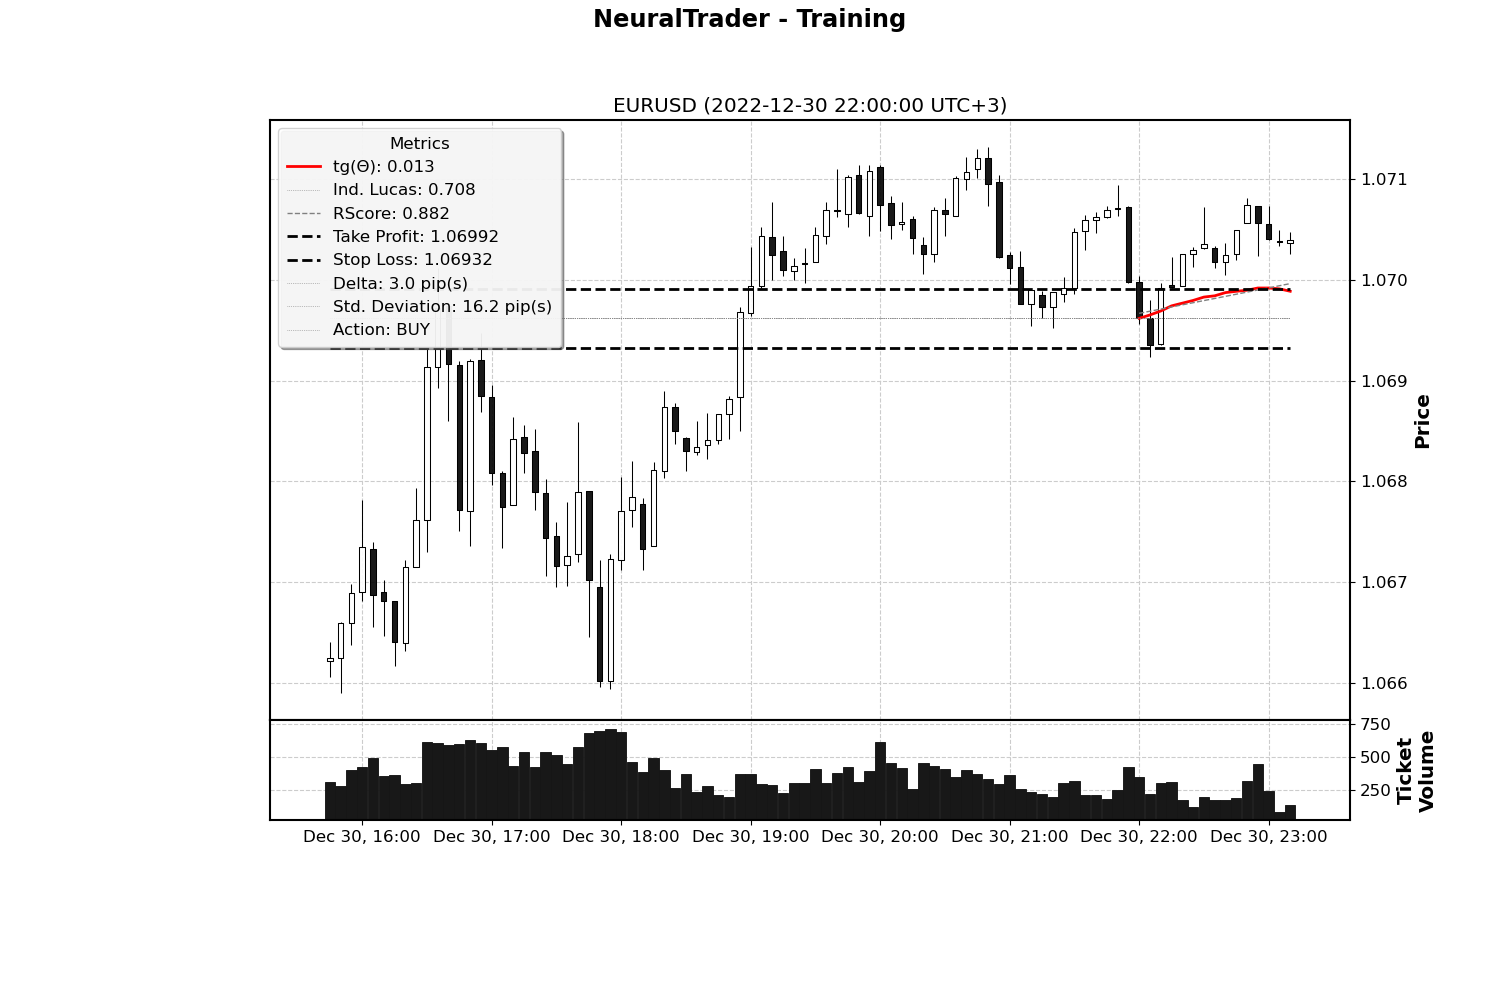 NeuralTrader - Training
EURUSD (2022-12-30 22:00:00 UTC+3)
Metrics
tg(Θ): 0.013
Ind. Lucas: 0.708
RScore: 0.882
Take Profit: 1.06992
Stop Loss: 1.06932
Delta: 3.0 pip(s)
Std. Deviation: 16.2 pip(s)
Action: BUY
1.071
1.070
1.069
1.068
1.067
1.066
Price
750
500
250
Ticket
Volume
Dec 30, 16:00
Dec 30, 17:00
Dec 30, 18:00
Dec 30, 19:00
Dec 30, 20:00
Dec 30, 21:00
Dec 30, 22:00
Dec 30, 23:00